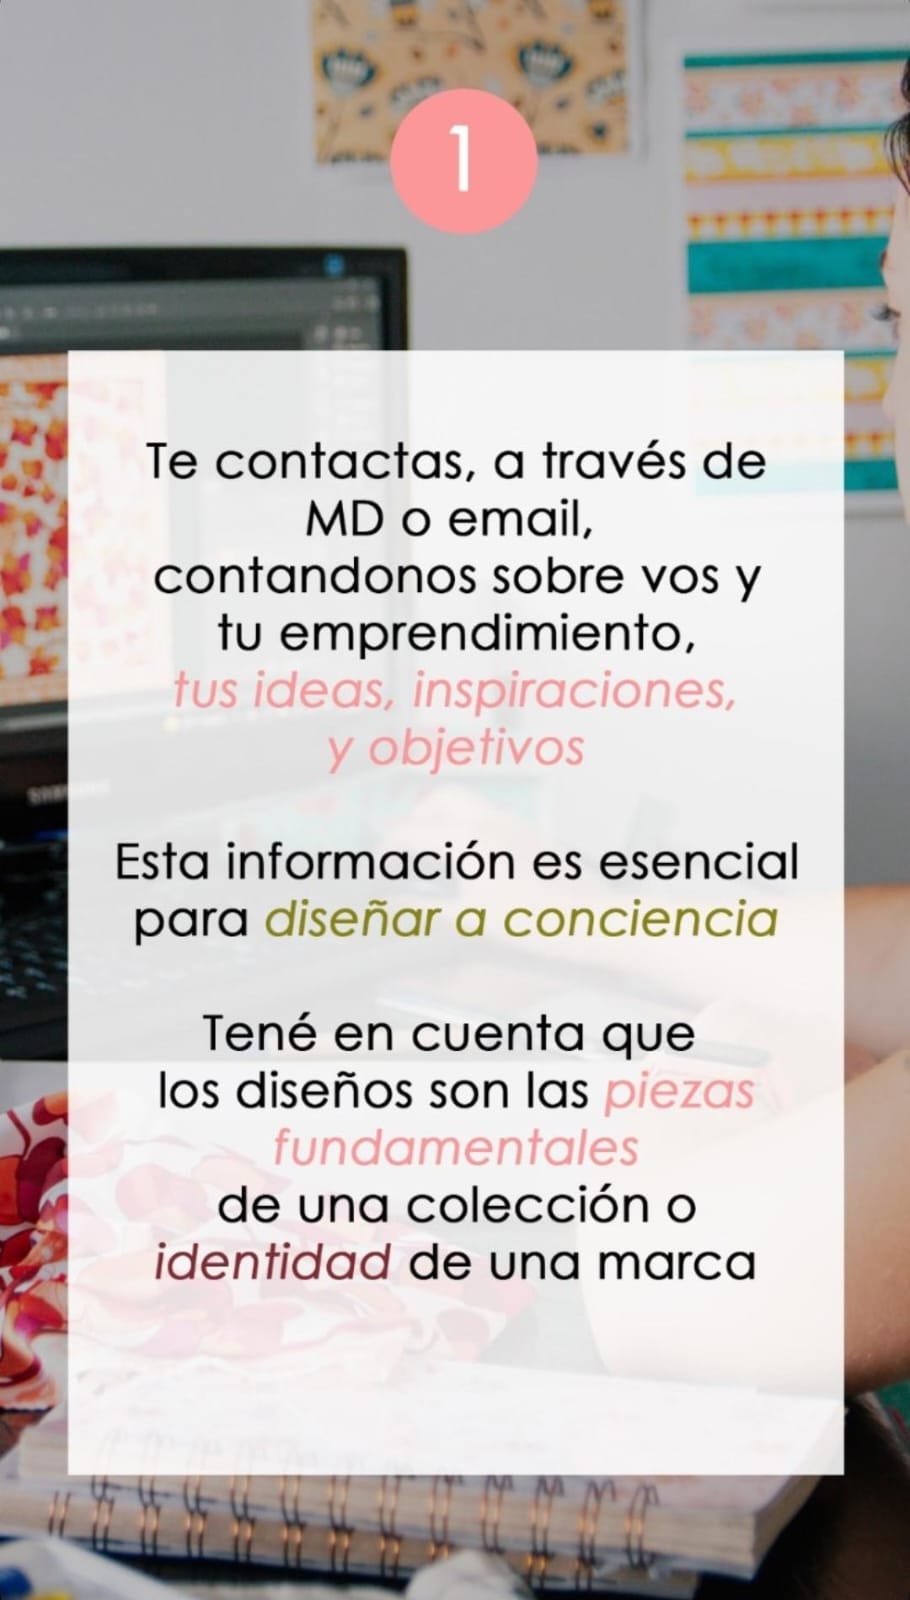 1
Te contactas, a través de
MD o email,
contandonos sobre vos y
tu emprendimiento,
tus ideas, inspiraciones,
y objetivos
Esta información es esencial
para diseñar a conciencia
Tené en cuenta que
los diseños son las piezas
fundamentales
de una colección o
identidad de una marca